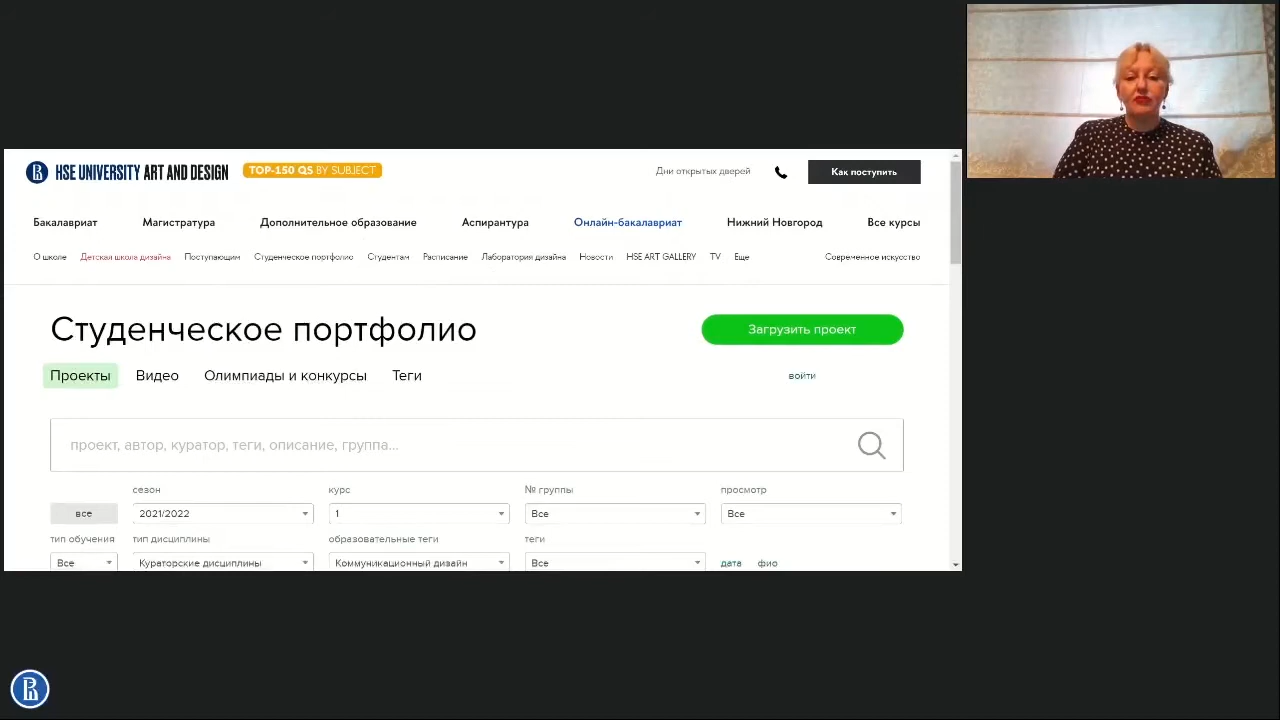 HSE UNIVERSITY ART AND DESIGN TOP-150 QS BY SUBJECT Дни открытых дверей Как поступить
Бакалавриат Магистратура Дополнительное образование Аспирантура Онлайн-бакалавриат Нижний Новгород Все курсы
О школе Детская школа дизайна Поступающим Студенческое портфолио Студентам Расписание Лаборатория дизайна Новости HSE ART GALLERY TV Еще Современное искусство
Студенческое портфолио Загрузить проект
Проекты Видео Олимпиады и конкурсы Теги войти
проект, автор, куратор, теги, описание, группа...
сезон курс № группы просмотр
все 2021/2022 1 Все Все
тип обучения тип дисциплины образовательные теги теги
Все Кураторские дисциплины Коммуникационный дизайн Все дата фио